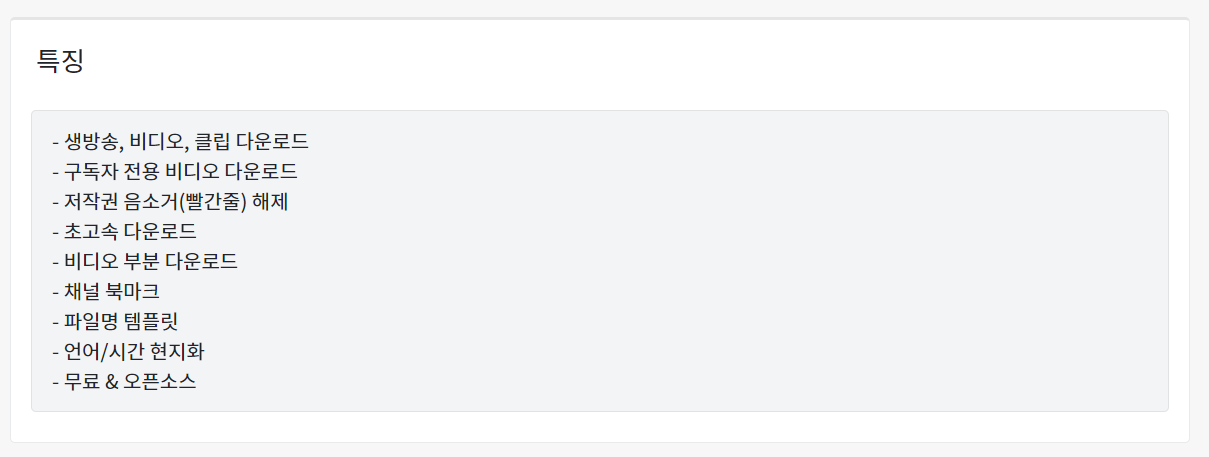 특징
- 생방송, 비디오, 클립 다운로드
- 구독자 전용 비디오 다운로드
- 저작권 음소거(빨간줄) 해제
- 초고속 다운로드
- 비디오 부분 다운로드
- 채널 북마크
- 파일명 템플릿
- 언어/시간 현지화
- 무료 & 오픈소스